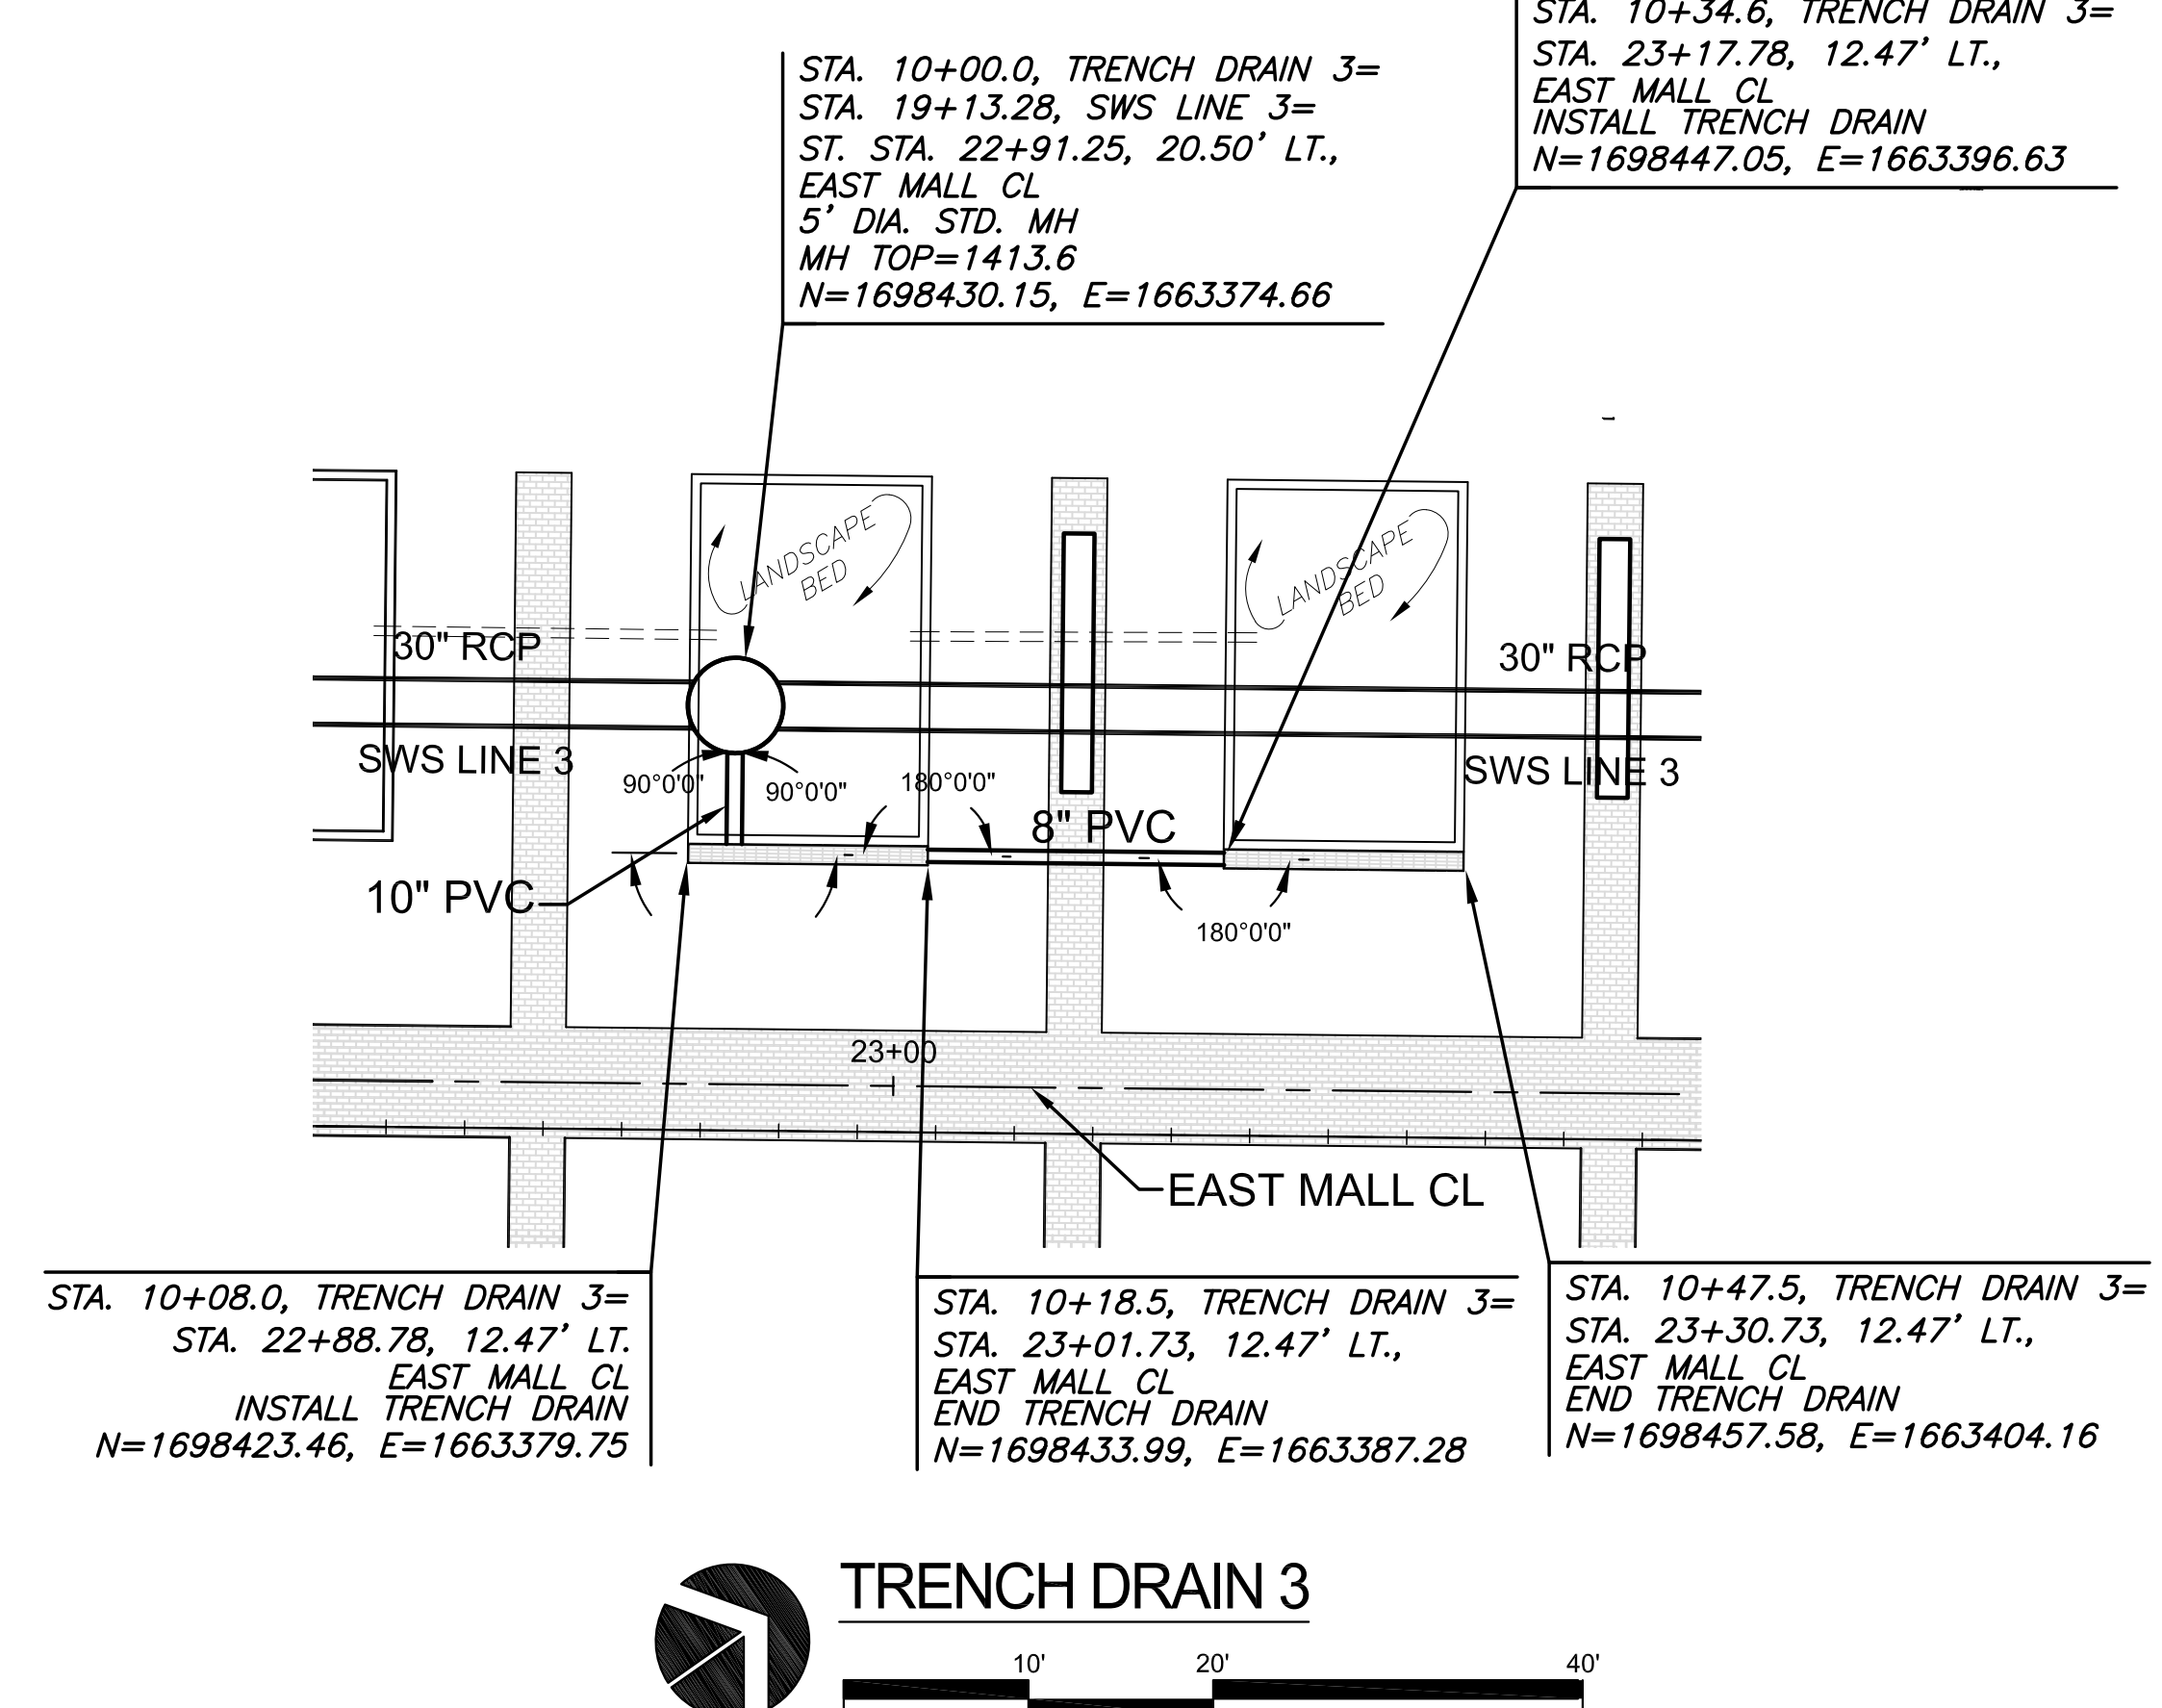 STA. 10+34.6, TRENCH DRAIN 3=
STA. 23+17.78, 12.47' LT.,
EAST MALL CL
INSTALL TRENCH DRAIN
N=1698447.05, E=1663396.63
STA. 10+00.0, TRENCH DRAIN 3=
STA. 19+13.28, SWS LINE 3=
ST. STA. 22+91.25, 20.50' LT.,
EAST MALL CL
5' DIA. STD. MH
MH TOP=1413.6
N=1698430.15, E=1663374.66
LANDSCAPE
BED
LANDSCAPE
BED
30" RCP
30" RCP
SWS LINE 3
SWS LINE 3
90°0'0"
90°0'0"
180°0'0"
8" PVC
10" PVC
180°0'0"
23+00
EAST MALL CL
STA. 10+08.0, TRENCH DRAIN 3=
STA. 22+88.78, 12.47' LT.
EAST MALL CL
INSTALL TRENCH DRAIN
N=1698423.46, E=1663379.75
STA. 10+18.5, TRENCH DRAIN 3=
STA. 23+01.73, 12.47' LT.,
EAST MALL CL
END TRENCH DRAIN
N=1698433.99, E=1663387.28
STA. 10+47.5, TRENCH DRAIN 3=
STA. 23+30.73, 12.47' LT.,
EAST MALL CL
END TRENCH DRAIN
N=1698457.58, E=1663404.16
TRENCH DRAIN 3
10' 20' 40'